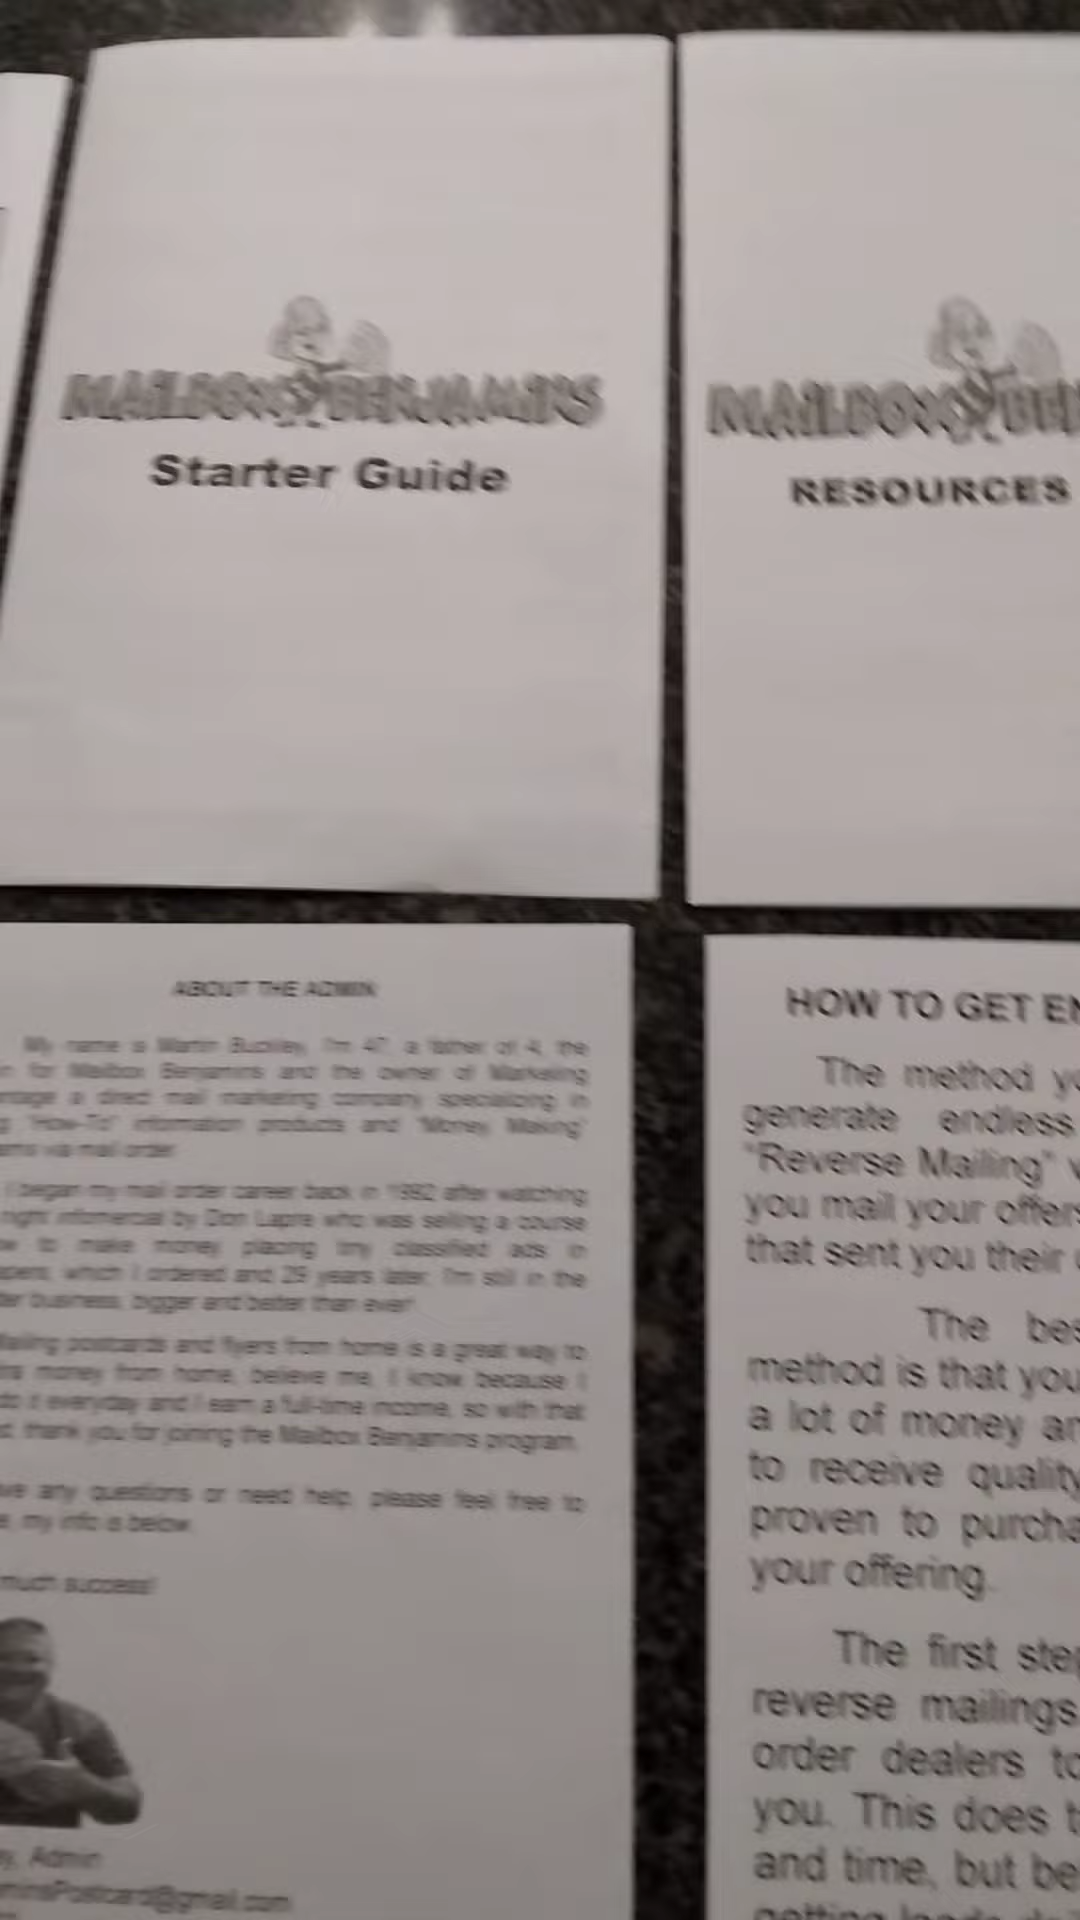 MAILBOX BENJAMINS
Starter Guide
MAILBOX
RESOURCES
ABOUT THE ADMIN
My name is Martin Buckley, I'm 47, a father of 4, the
for Mailbox Benjamins and the owner of Marketing
a direct mail marketing company specializing in
"How-To" information products and "Money Making"
via mail order.
I began my mail order career back in 1992 after watching
night infomercial by Don Lapre who was selling a course
to make money placing tiny classified ads in
which I ordered and 29 years later, I'm still in the
business, bigger and better than ever!
Mailing postcards and flyers from home is a great way to
money from home, believe me, I know because I
do it everyday and I earn a full-time income, so with that
thank you for joining the Mailbox Benjamins program.
any questions or need help, please feel free to
my info is below.
much success!
Admin
Postcard@gmail.com
HOW TO GET
The method
generate endless
"Reverse Mailing"
you mail your offers
that sent you their
The
method is that you
a lot of money
to receive quality
proven to
your offering.
The first
reverse mailings
order dealers to
you. This does
and time, but
getting leads